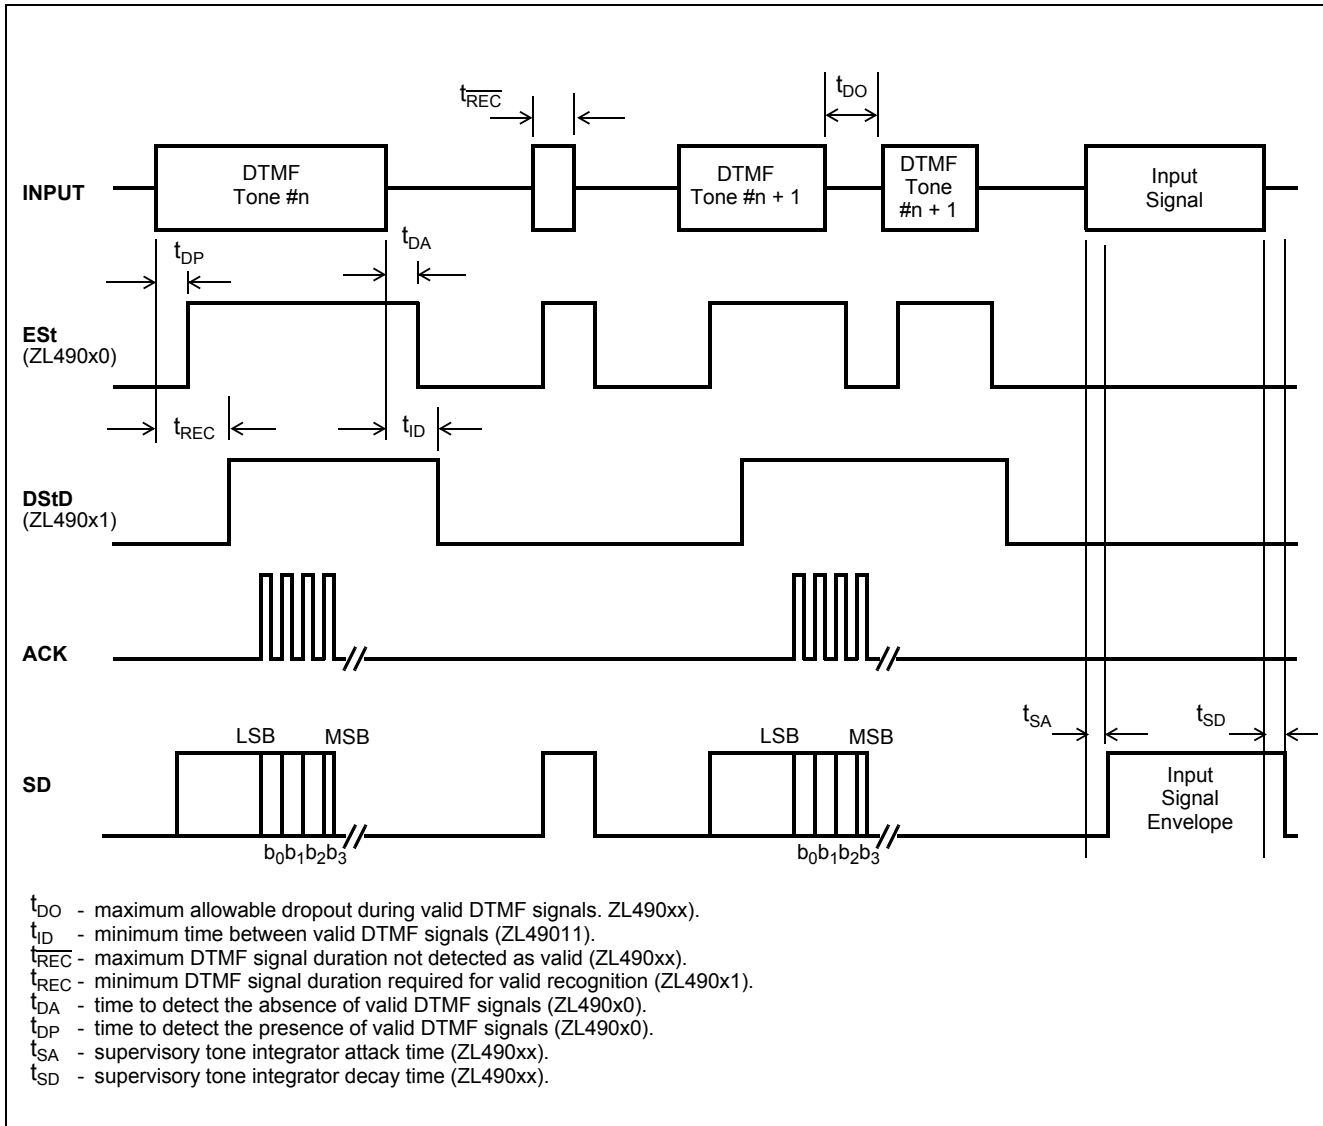 tREC
tDO
INPUT
DTMF
Tone #n
DTMF
Tone #n + 1
DTMF
Tone
#n + 1
Input
Signal
tDP
tDA
ESt
(ZL490x0)
tREC
tID
DStD
(ZL490x1)
ACK
tSA
tSD
LSB
MSB
LSB
MSB
SD
Input
Signal
Envelope
b0b1b2b3
b0b1b2b3
tDO - maximum allowable dropout during valid DTMF signals. ZL490xx).
tID - minimum time between valid DTMF signals (ZL49011).
tREC - maximum DTMF signal duration not detected as valid (ZL490xx).
tREC - minimum DTMF signal duration required for valid recognition (ZL490x1).
tDA - time to detect the absence of valid DTMF signals (ZL490x0).
tDP - time to detect the presence of valid DTMF signals (ZL490x0).
tSA - supervisory tone integrator attack time (ZL490xx).
tSD - supervisory tone integrator decay time (ZL490xx).